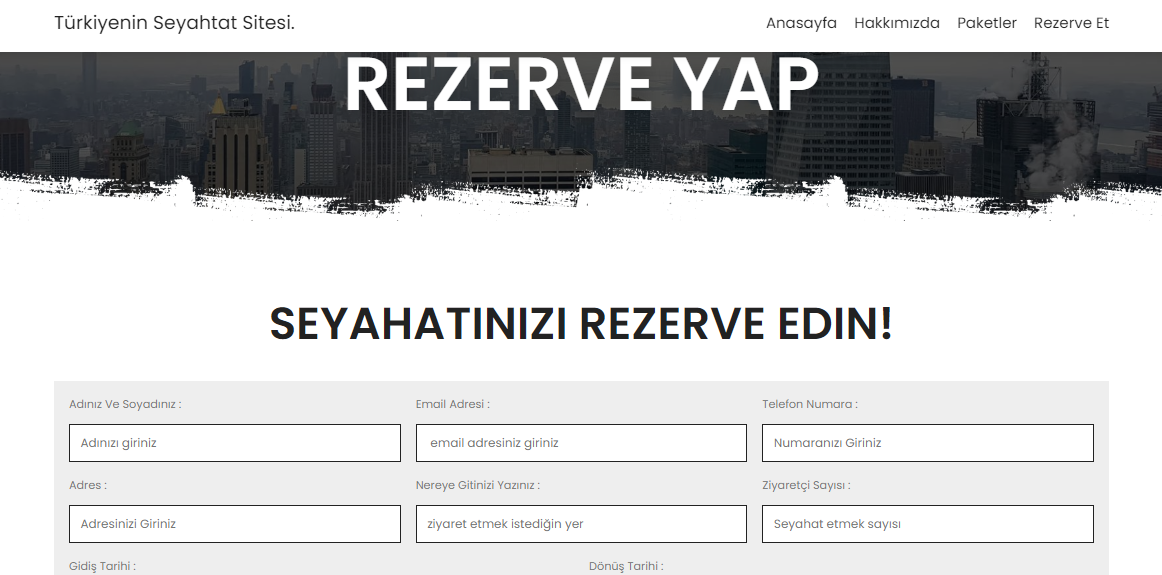 Türkiyenin Seyahtat Sitesi.
Anasayfa Hakkımızda Paketler Rezerve Et
REZERVE YAP
SEYAHATINIZI REZERVE EDIN!
Adınız Ve Soyadınız : Email Adresi : Telefon Numara :
Adınızı giriniz email adresiniz giriniz Numaranızı Giriniz
Adres : Nereye Gitinizi Yazınız : Ziyaretçi Sayısı :
Adresinizi Giriniz ziyaret etmek istediğin yer Seyahat etmek sayısı
Gidiş Tarihi : Dönüş Tarihi :